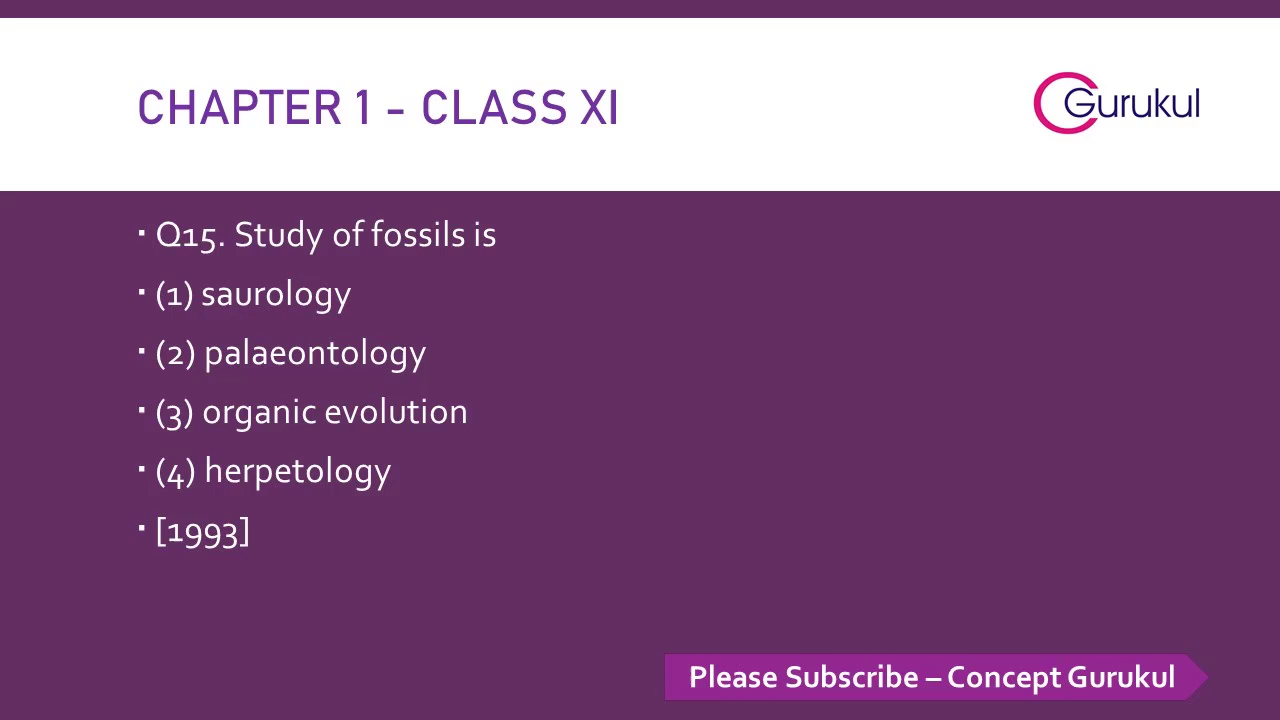 CHAPTER 1 - CLASS XI
Gurukul
▪ Q15. Study of fossils is
▪ (1) saurology
▪ (2) palaeontology
▪ (3) organic evolution
▪ (4) herpetology
▪ [1993]
Please Subscribe – Concept Gurukul